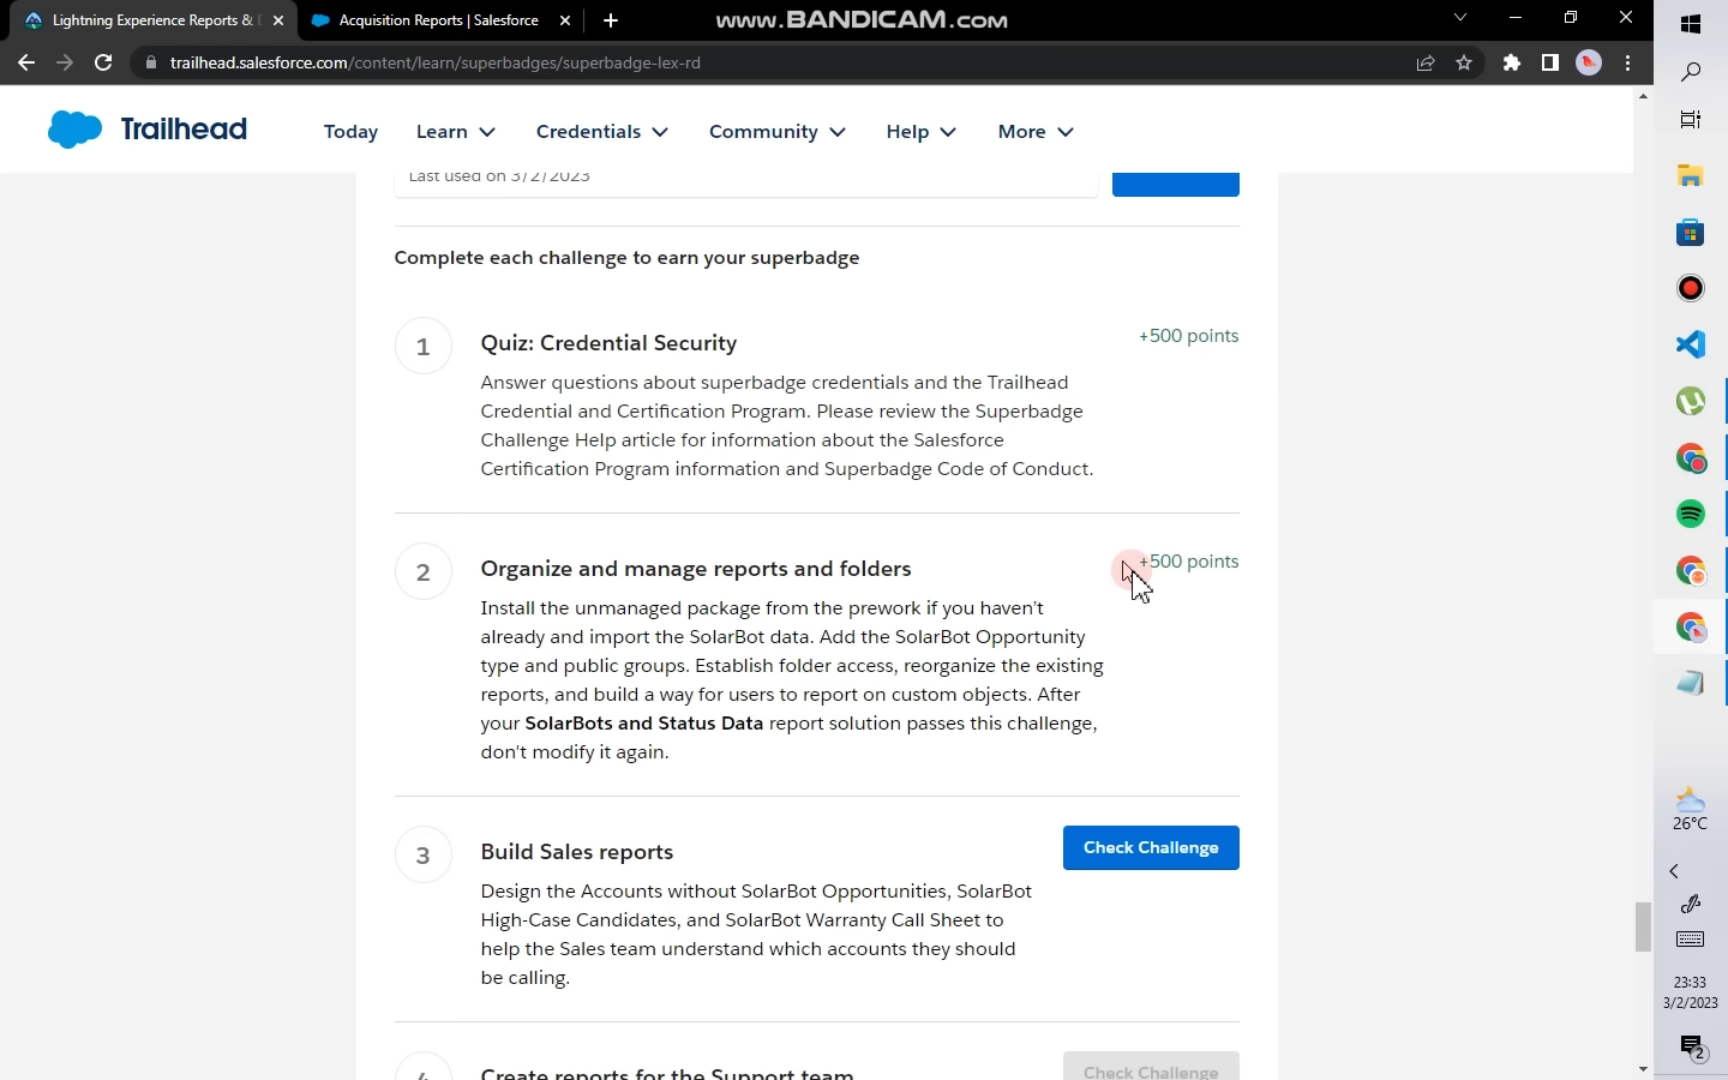 Lightning Experience Reports &
Acquisition Reports | Salesforce
www.BANDICAM.com
trailhead.salesforce.com/content/learn/superbadges/superbadge-lex-rd
Trailhead
Today
Learn
Credentials
Community
Help
More
Last used on 3/2/2023
Complete each challenge to earn your superbadge
1
Quiz: Credential Security
+500 points
Answer questions about superbadge credentials and the Trailhead
Credential and Certification Program. Please review the Superbadge
Challenge Help article for information about the Salesforce
Certification Program information and Superbadge Code of Conduct.
2
Organize and manage reports and folders
+500 points
Install the unmanaged package from the prework if you haven't
already and import the SolarBot data. Add the SolarBot Opportunity
type and public groups. Establish folder access, reorganize the existing
reports, and build a way for users to report on custom objects. After
your SolarBots and Status Data report solution passes this challenge,
don't modify it again.
3
Build Sales reports
Check Challenge
Design the Accounts without SolarBot Opportunities, SolarBot
High-Case Candidates, and SolarBot Warranty Call Sheet to
help the Sales team understand which accounts they should
be calling.
4
Create reports for the Support team
Check Challenge
26°C
23:33
3/2/2023
2